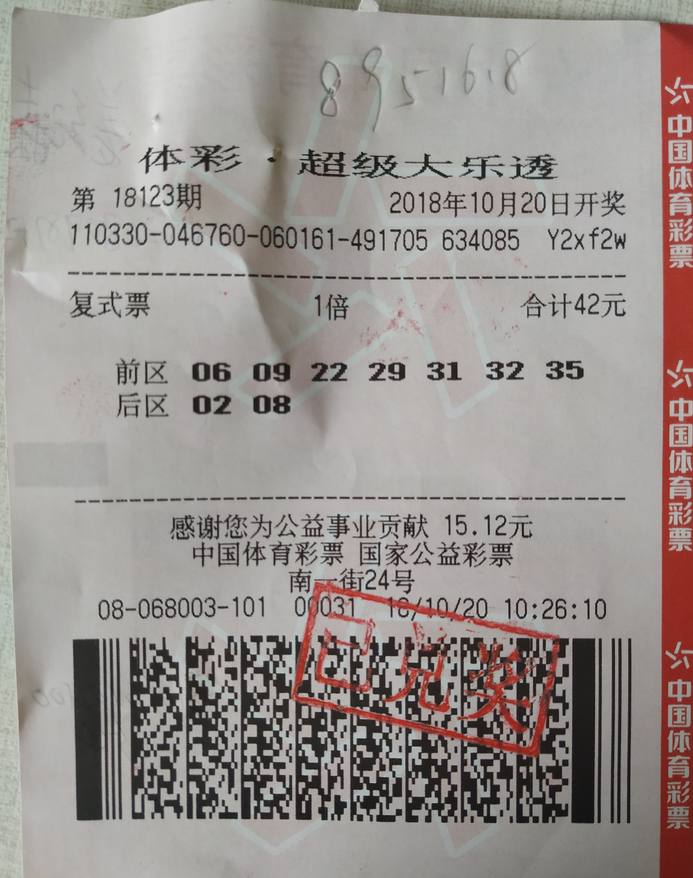 8951618
体彩·超级大乐透
第 18123期 2018年10月20日开奖
110330-046760-060161-491705 634085 Y2xf2w
复式票 1倍 合计42元
前区 06 09 22 29 31 32 35
后区 02 08
感谢您为公益事业贡献 15.12元
中国体育彩票 国家公益彩票
南一街24号
08-068003-101 00031 18/10/20 10:26:10
已兑奖
中国体育彩票
中国体育彩票
中国体育彩票